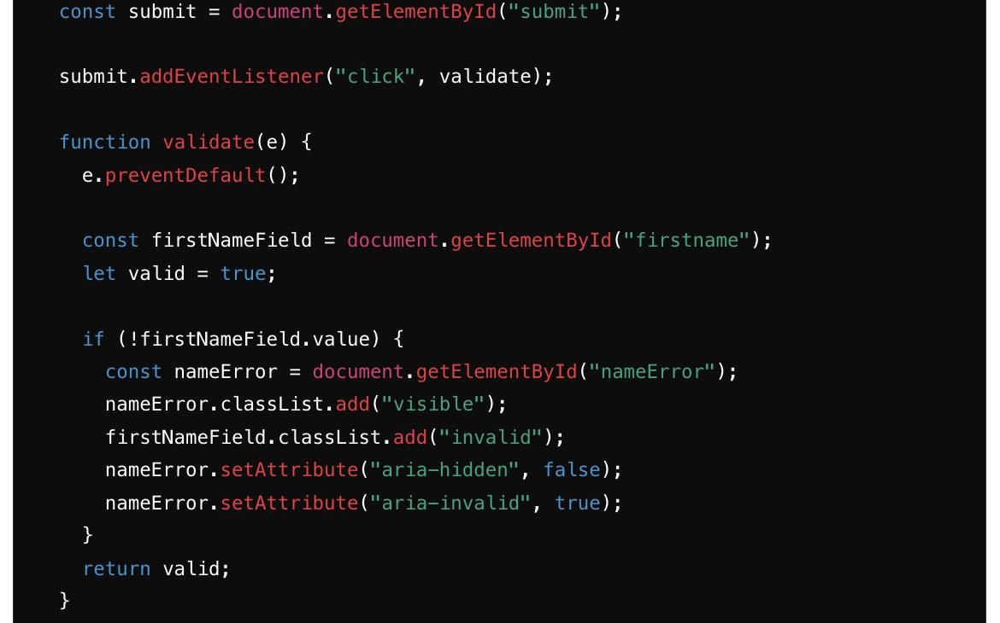 const submit = document.getElementById("submit");
submit.addEventListener("click", validate);
function validate(e) {
  e.preventDefault();
  const firstNameField = document.getElementById("firstname");
  let valid = true;
  if (!firstNameField.value) {
    const nameError = document.getElementById("nameError");
    nameError.classList.add("visible");
    firstNameField.classList.add("invalid");
    nameError.setAttribute("aria-hidden", false);
    nameError.setAttribute("aria-invalid", true);
  }
  return valid;
}